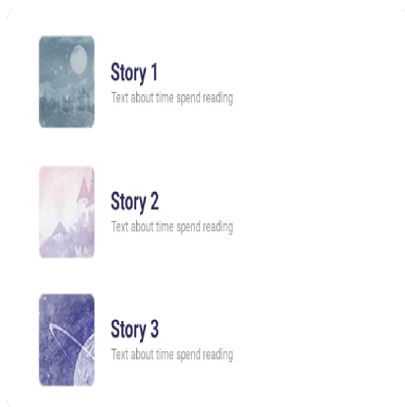 Story 1
Text about time spend reading
Story 2
Text about time spend reading
Story 3
Text about time spend reading